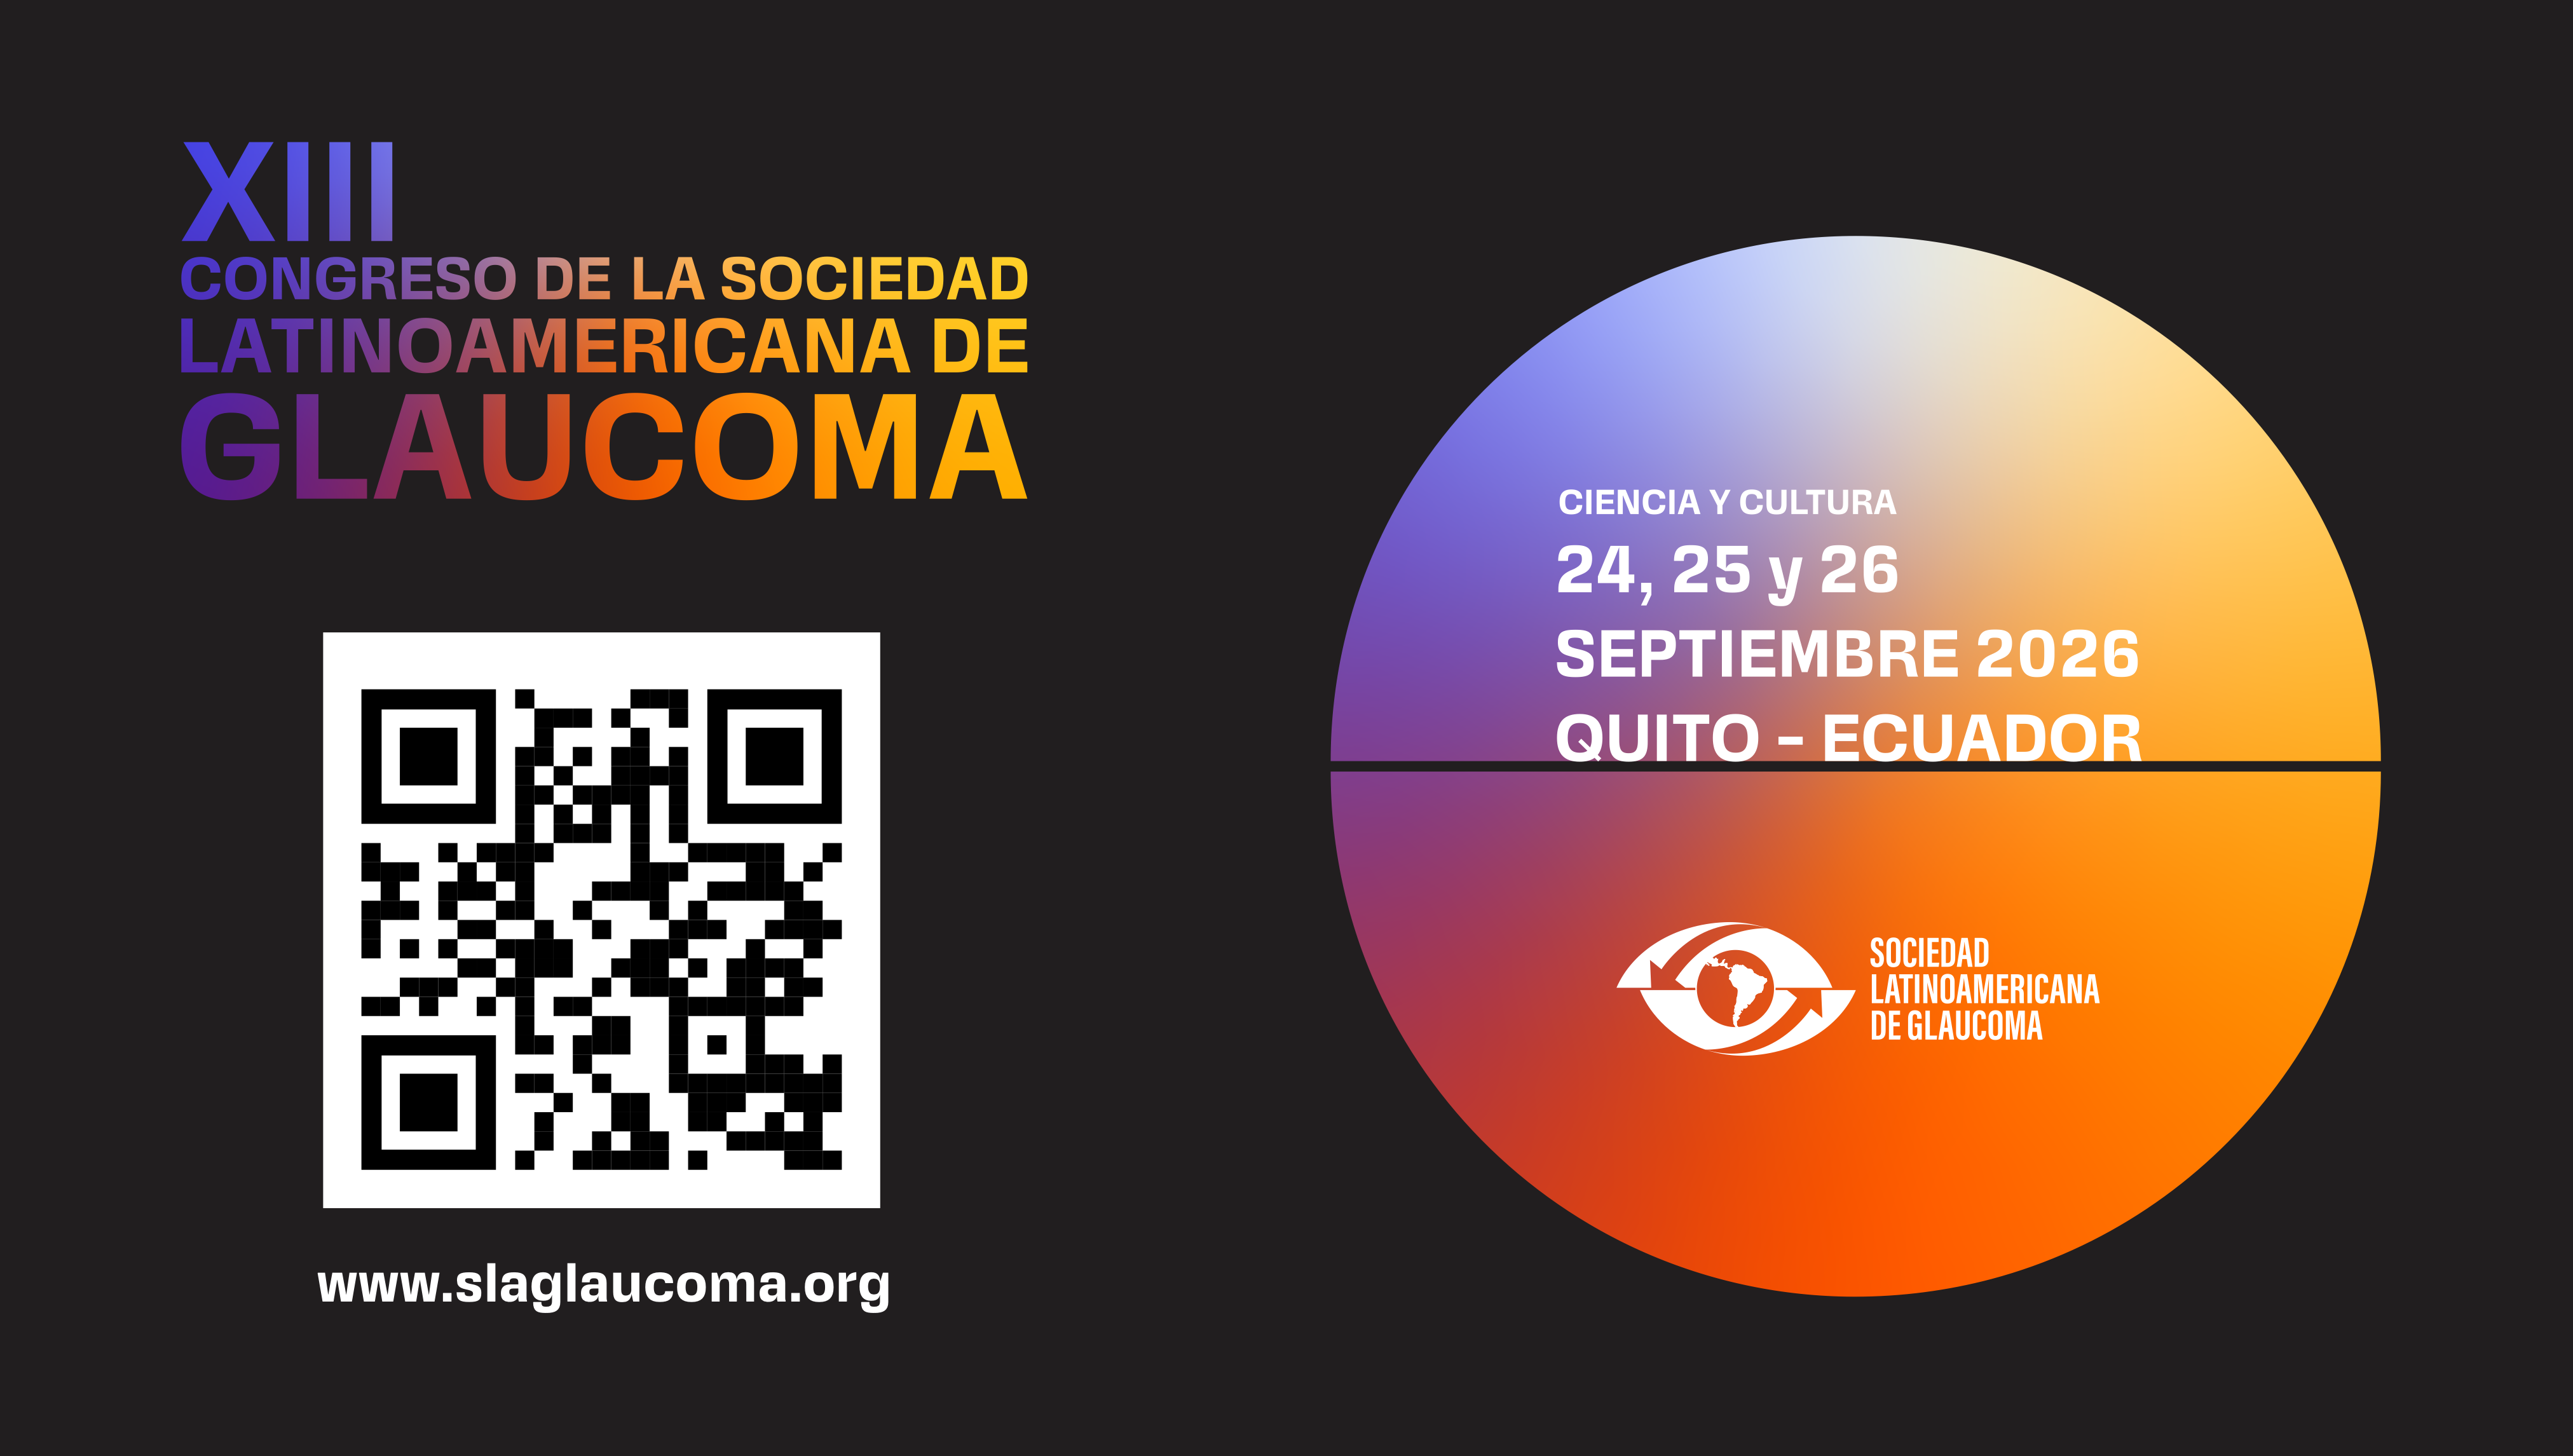 XIII
CONGRESO DE LA SOCIEDAD
LATINOAMERICANA DE
GLAUCOMA
www.slaglaucoma.org
CIENCIA Y CULTURA
24, 25 y 26
SEPTIEMBRE 2026
QUITO - ECUADOR
SOCIEDAD
LATINOAMERICANA
DE GLAUCOMA